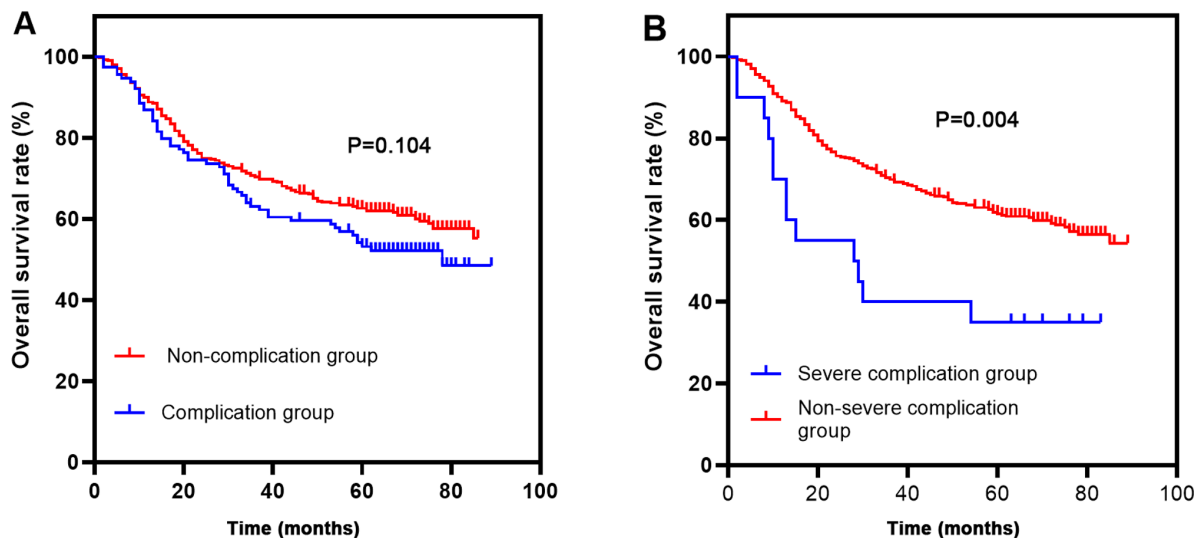 A
Overall survival rate (%)
100
80
60
40
20
0
P=0.104
Non-complication group
Complication group
0 20 40 60 80 100
Time (months)
B
Overall survival rate (%)
100
80
60
40
20
0
P=0.004
Severe complication group
Non-severe complication
group
0 20 40 60 80 100
Time (months)